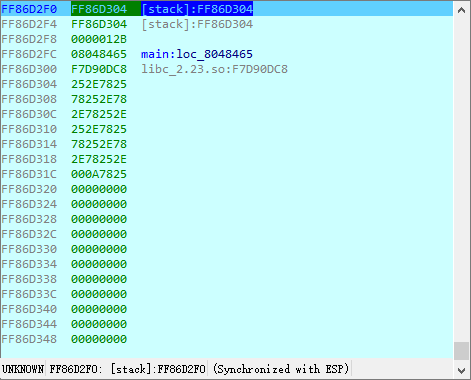 FF86D2F0 FF86D304 [stack]:FF86D304
FF86D2F4 FF86D304 [stack]:FF86D304
FF86D2F8 0000012B
FF86D2FC 08048465 main:loc_8048465
FF86D300 F7D90DC8 libc_2.23.so:F7D90DC8
FF86D304 252E7825
FF86D308 78252E78
FF86D30C 2E78252E
FF86D310 252E7825
FF86D314 78252E78
FF86D318 2E78252E
FF86D31C 000A7825
FF86D320 00000000
FF86D324 00000000
FF86D328 00000000
FF86D32C 00000000
FF86D330 00000000
FF86D334 00000000
FF86D338 00000000
FF86D33C 00000000
FF86D340 00000000
FF86D344 00000000
FF86D348 00000000
UNKNOWN FF86D2F0: [stack]:FF86D2F0 (Synchronized with ESP)